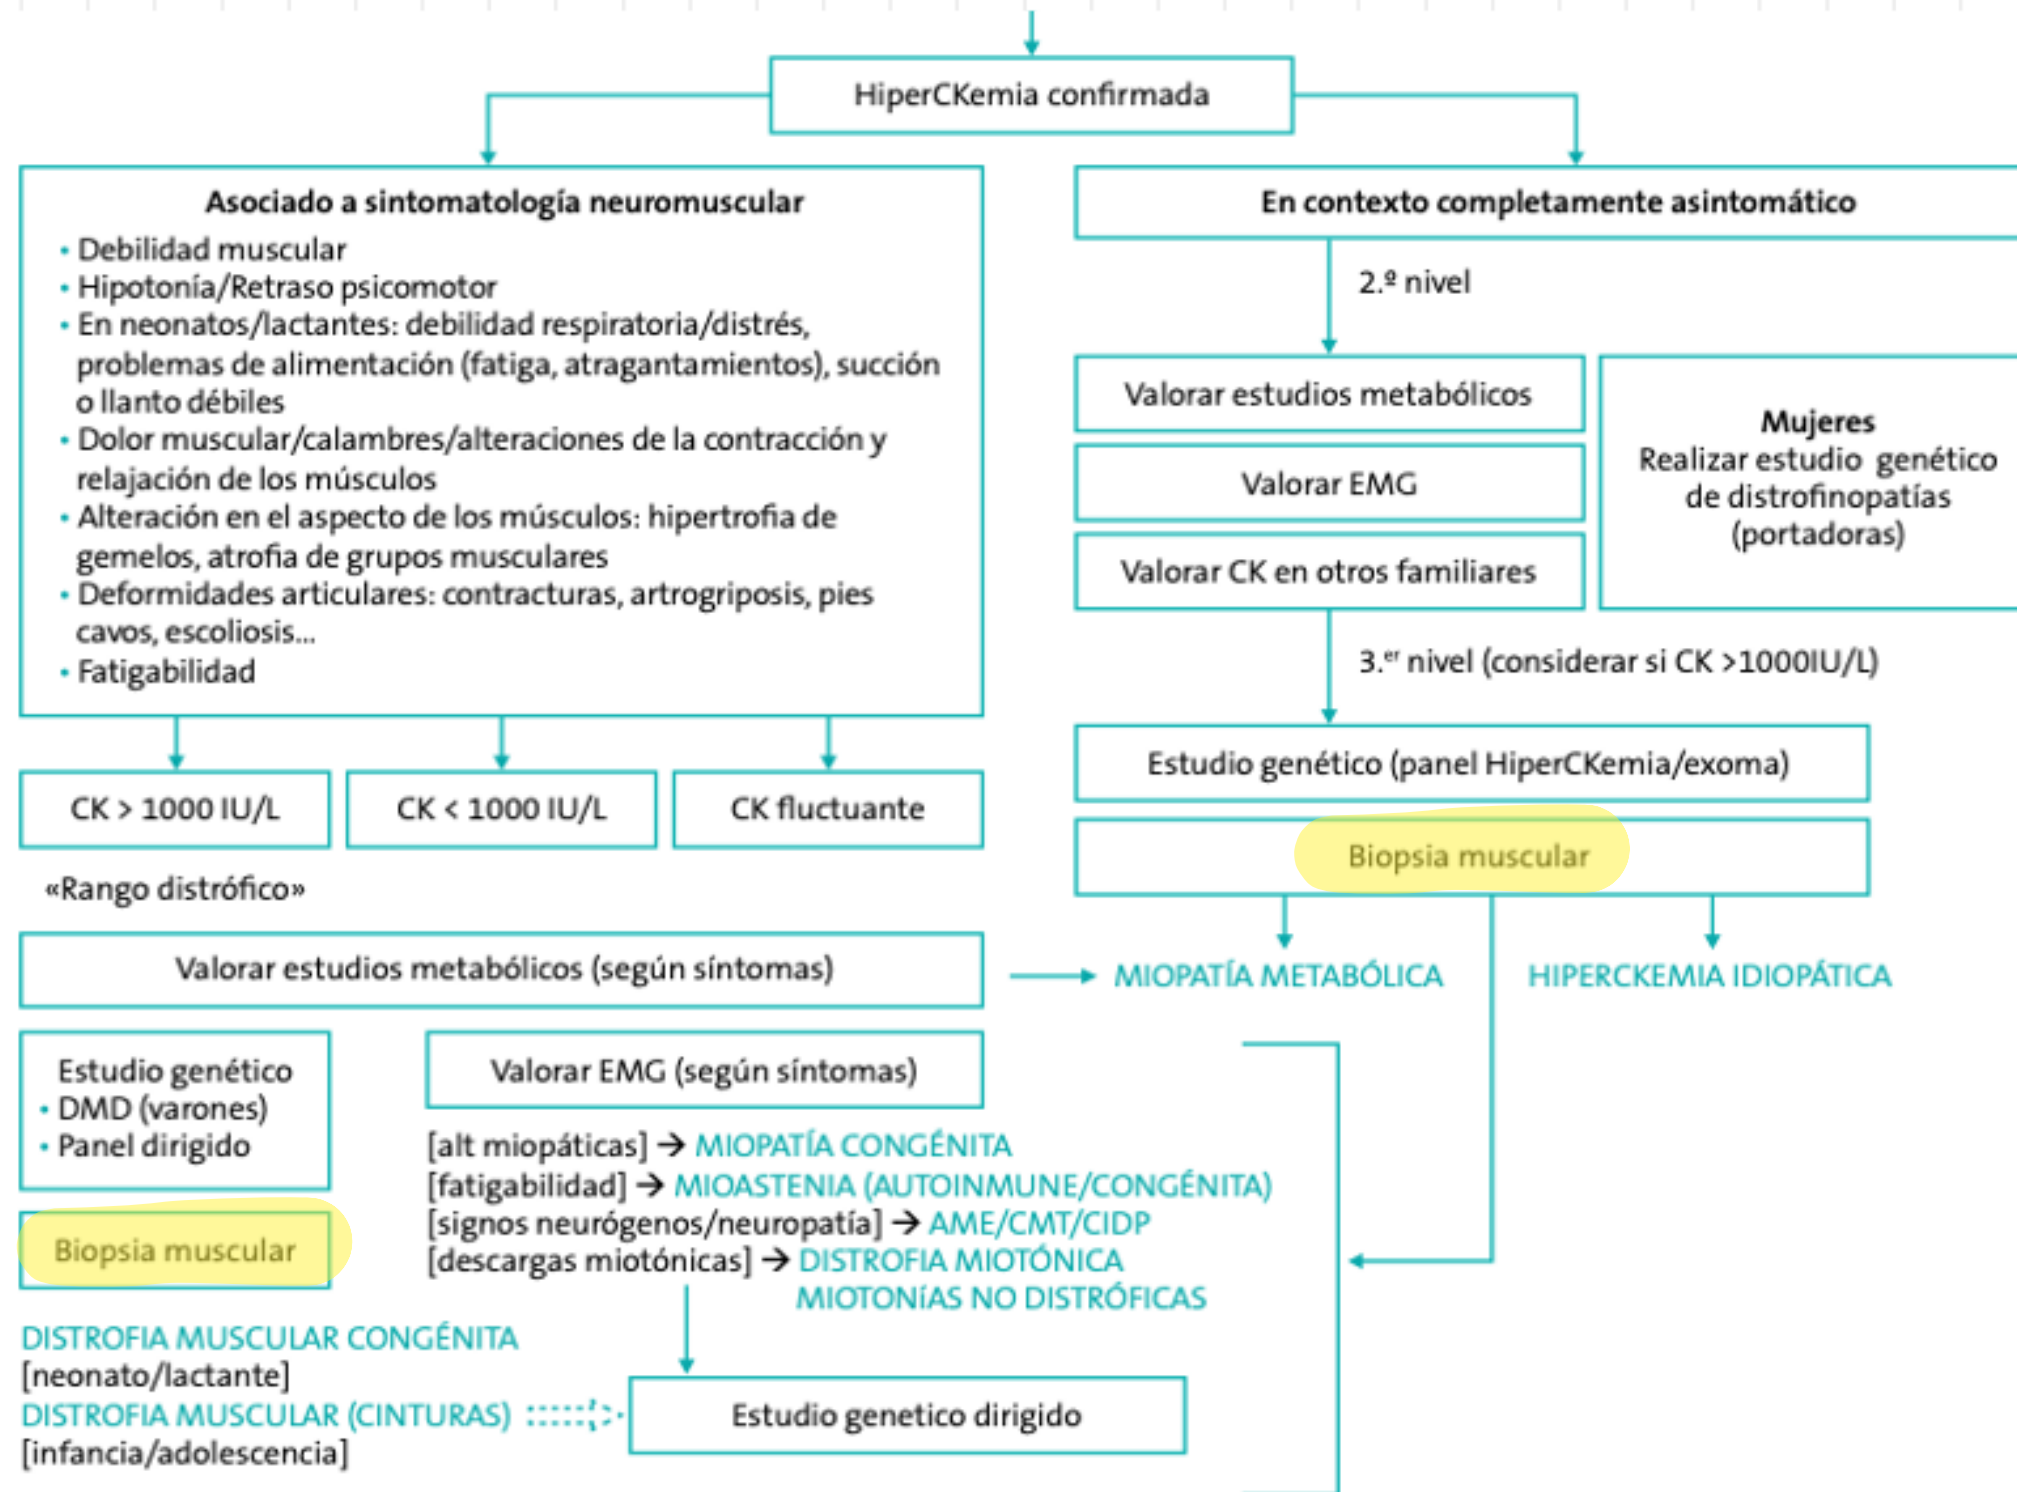 HiperCKemia confirmada
Asociado a sintomatología neuromuscular
• Debilidad muscular
• Hipotonía/Retraso psicomotor
• En neonatos/lactantes: debilidad respiratoria/distrés,
problemas de alimentación (fatiga, atragantamientos), succión
o llanto débiles
• Dolor muscular/calambres/alteraciones de la contracción y
relajación de los músculos
• Alteración en el aspecto de los músculos: hipertrofia de
gemelos, atrofia de grupos musculares
• Deformidades articulares: contracturas, artrogriposis, pies
cavos, escoliosis...
• Fatigabilidad
CK > 1000 IU/L
CK < 1000 IU/L
CK fluctuante
«Rango distrófico»
Valorar estudios metabólicos (según síntomas)
Estudio genético
• DMD (varones)
• Panel dirigido
Biopsia muscular
DISTROFIA MUSCULAR CONGÉNITA
[neonato/lactante]
DISTROFIA MUSCULAR (CINTURAS)
[infancia/adolescencia]
Valorar EMG (según síntomas)
[alt miopáticas] → MIOPATÍA CONGÉNITA
[fatigabilidad] → MIOASTENIA (AUTOINMUNE/CONGÉNITA)
[signos neurógenos/neuropatía] → AME/CMT/CIDP
[descargas miotónicas] → DISTROFIA MIOTÓNICA
MIOTONíAS NO DISTRÓFICAS
Estudio genetico dirigido
En contexto completamente asintomático
2.º nivel
Valorar estudios metabólicos
Valorar EMG
Valorar CK en otros familiares
Mujeres
Realizar estudio genético
de distrofinopatías
(portadoras)
3.er nivel (considerar si CK >1000IU/L)
Estudio genético (panel HiperCKemia/exoma)
Biopsia muscular
MIOPATÍA METABÓLICA
HIPERCKEMIA IDIOPÁTICA